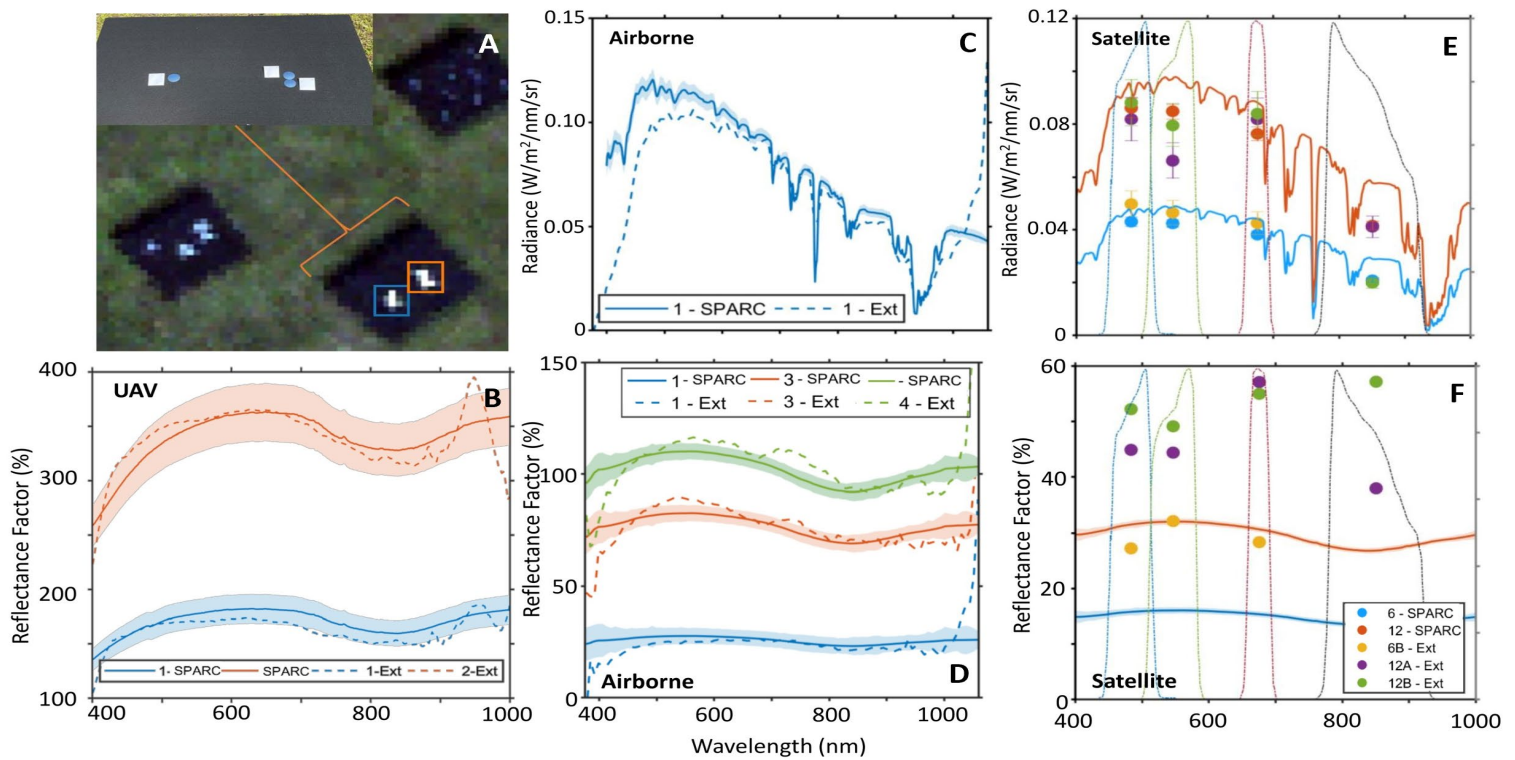 A
UAV
B
Reflectance Factor (%)
400
300
200
100
1- SPARC SPARC 1-Ext 2-Ext
400 600 800 1000
Airborne
C
Radiance (W/m²/nm/sr)
0.15
0.10
0.05
0
1 - SPARC 1 - Ext
Reflectance Factor (%)
150
100
50
0
1 - SPARC 3 - SPARC - SPARC
1 - Ext 3 - Ext 4 - Ext
Airborne
D
400 600 800 1000
Wavelength (nm)
Satellite
E
Radiance (W/m²/nm/sr)
0.12
0.08
0.04
0
Reflectance Factor (%)
60
40
20
0
F
6 - SPARC
12 - SPARC
6B - Ext
12A - Ext
12B - Ext
Satellite
400 600 800 1000